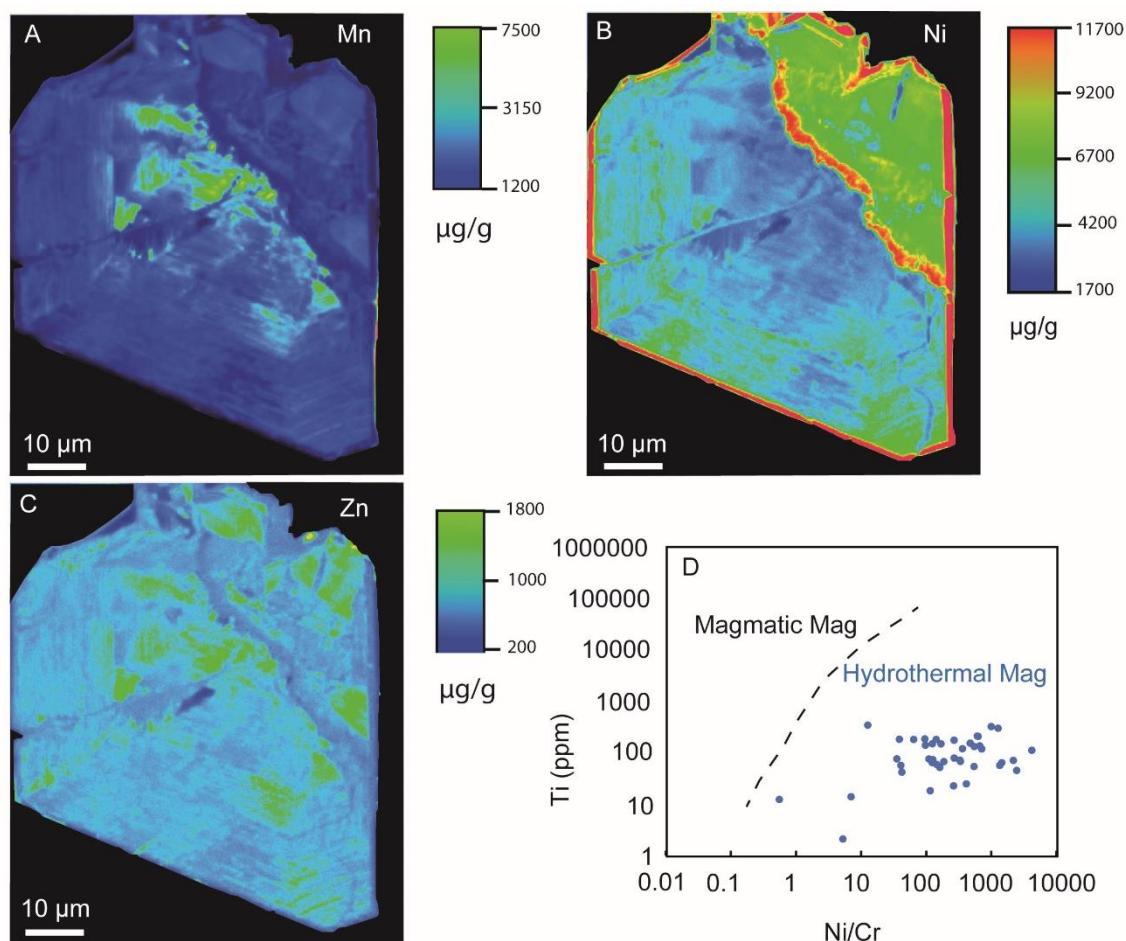 A
Mn
7500
3150
1200
µg/g
10 µm
B
Ni
11700
9200
6700
4200
1700
µg/g
10 µm
C
Zn
1800
1000
200
µg/g
10 µm
D
1000000
100000
10000
1000
100
10
1
Ti (ppm)
Magmatic Mag
Hydrothermal Mag
0.01 0.1 1 10 100 1000 10000
Ni/Cr